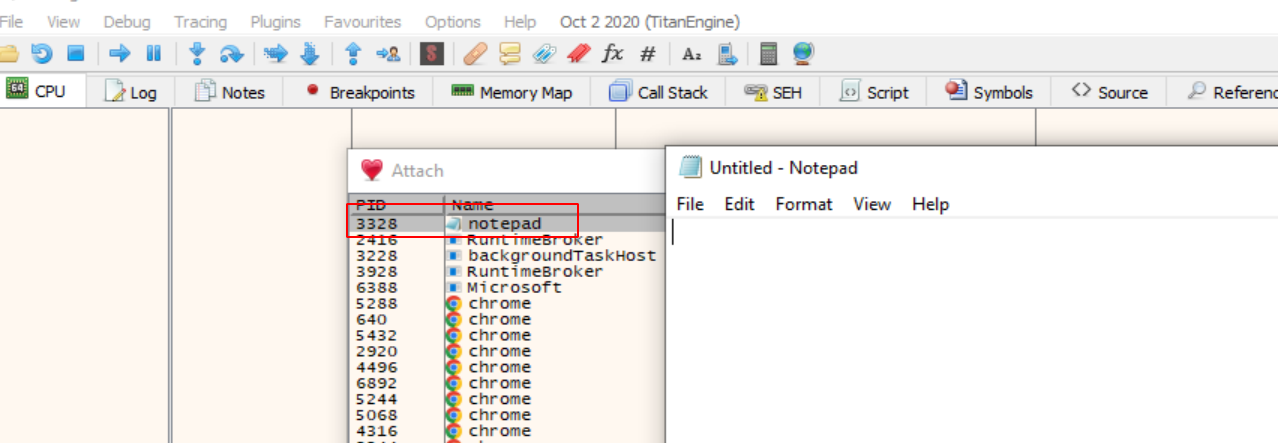 File View Debug Tracing Plugins Favourites Options Help Oct 2 2020 (TitanEngine)
S fx # Az
64 CPU Log Notes Breakpoints Memory Map Call Stack SEH Script Symbols <> Source
Attach
Untitled - Notepad
PID Name
File Edit Format View Help
3328 notepad
2416 RuntimeBroker
3228 backgroundTaskHost
3928 RuntimeBroker
6388 Microsoft
5288 chrome
640 chrome
5432 chrome
2920 chrome
4496 chrome
6892 chrome
5244 chrome
5068 chrome
4316 chrome